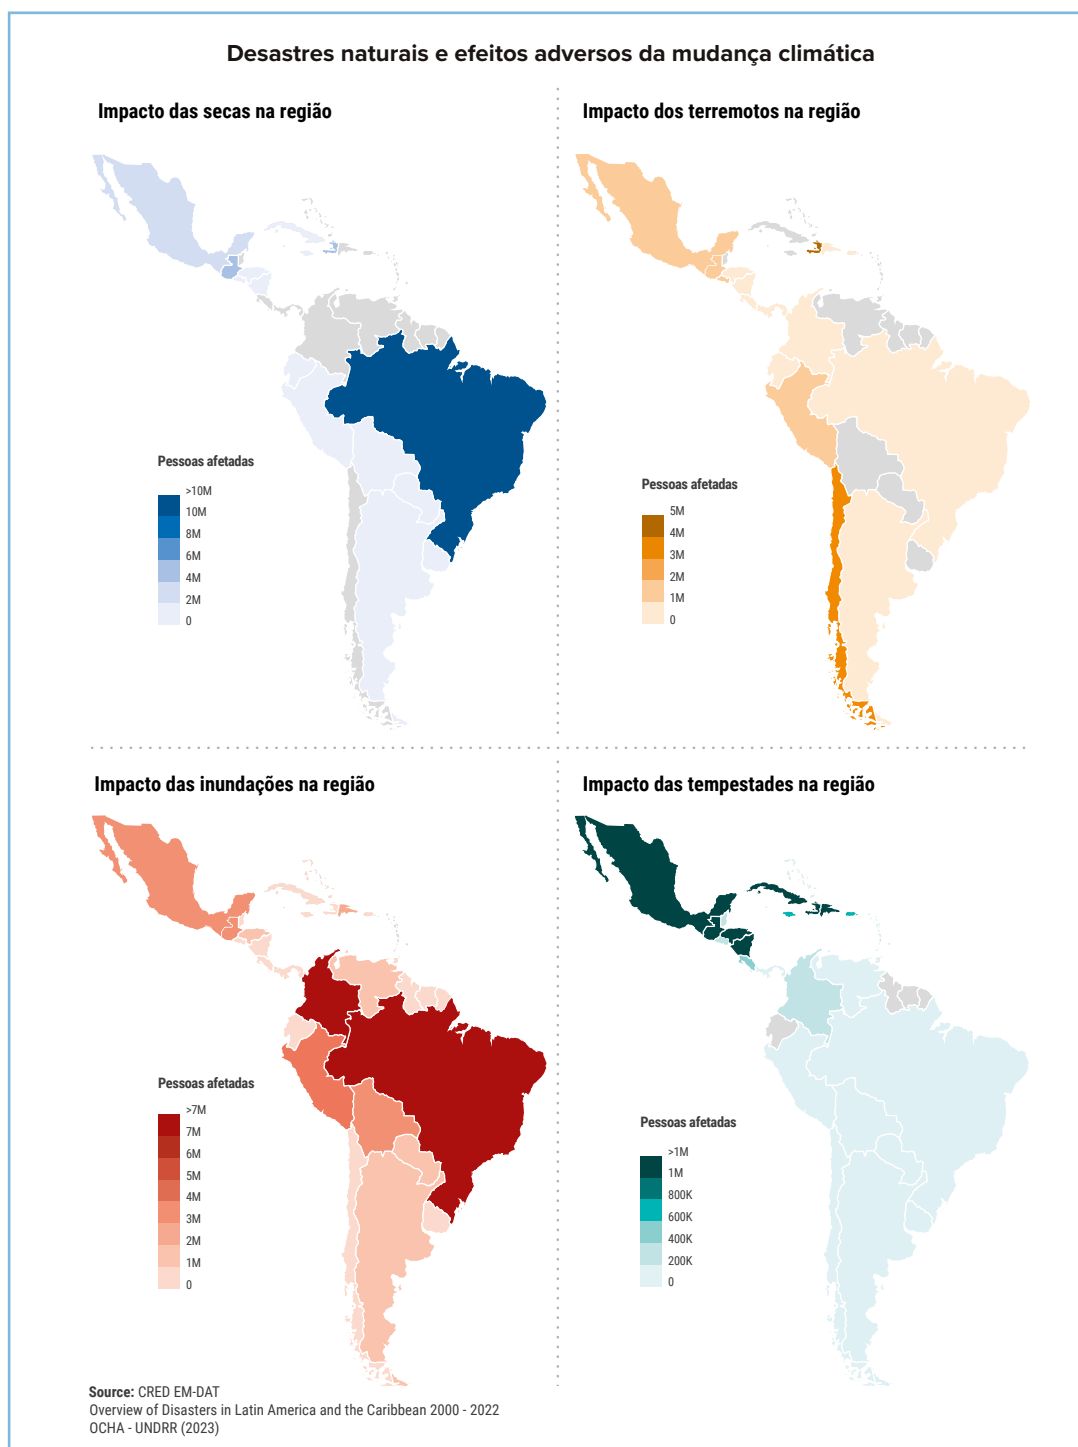 Desastres naturais e efeitos adversos da mudança climática
Impacto das secas na região
Pessoas afetadas
>10M
10M
8M
6M
4M
2M
0
Impacto dos terremotos na região
Pessoas afetadas
5M
4M
3M
2M
1M
0
Impacto das inundações na região
Pessoas afetadas
>7M
7M
6M
5M
4M
3M
2M
1M
0
Impacto das tempestades na região
Pessoas afetadas
>1M
1M
800K
600K
400K
200K
0
Source: CRED EM-DAT
Overview of Disasters in Latin America and the Caribbean 2000 - 2022
OCHA - UNDRR (2023)